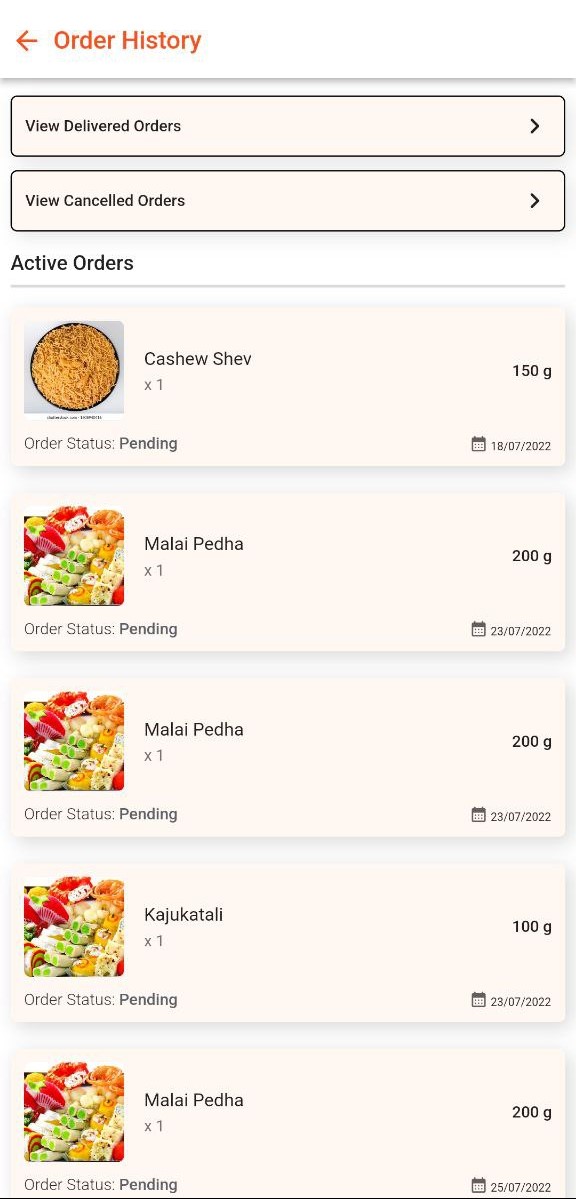 Order History
View Delivered Orders
View Cancelled Orders
Active Orders
Cashew Shev
x 1
150 g
Order Status: Pending
18/07/2022
Malai Pedha
x 1
200 g
Order Status: Pending
23/07/2022
Malai Pedha
x 1
200 g
Order Status: Pending
23/07/2022
Kajukatali
x 1
100 g
Order Status: Pending
23/07/2022
Malai Pedha
x 1
200 g
Order Status: Pending
25/07/2022